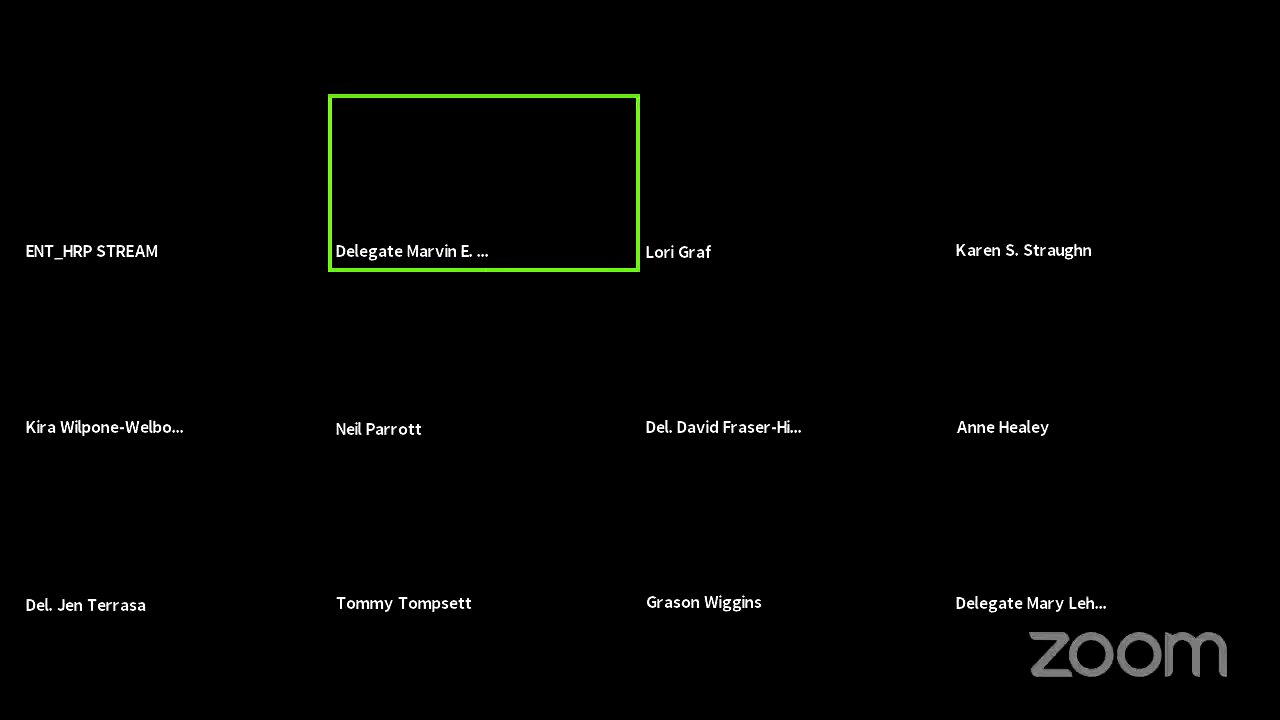 ENT_HRP STREAM
Delegate Marvin E. ...
Lori Graf
Karen S. Straughn
Kira Wilpone-Welbo...
Neil Parrott
Del. David Fraser-Hi...
Anne Healey
Del. Jen Terrasa
Tommy Tompsett
Grason Wiggins
Delegate Mary Leh...
zoom